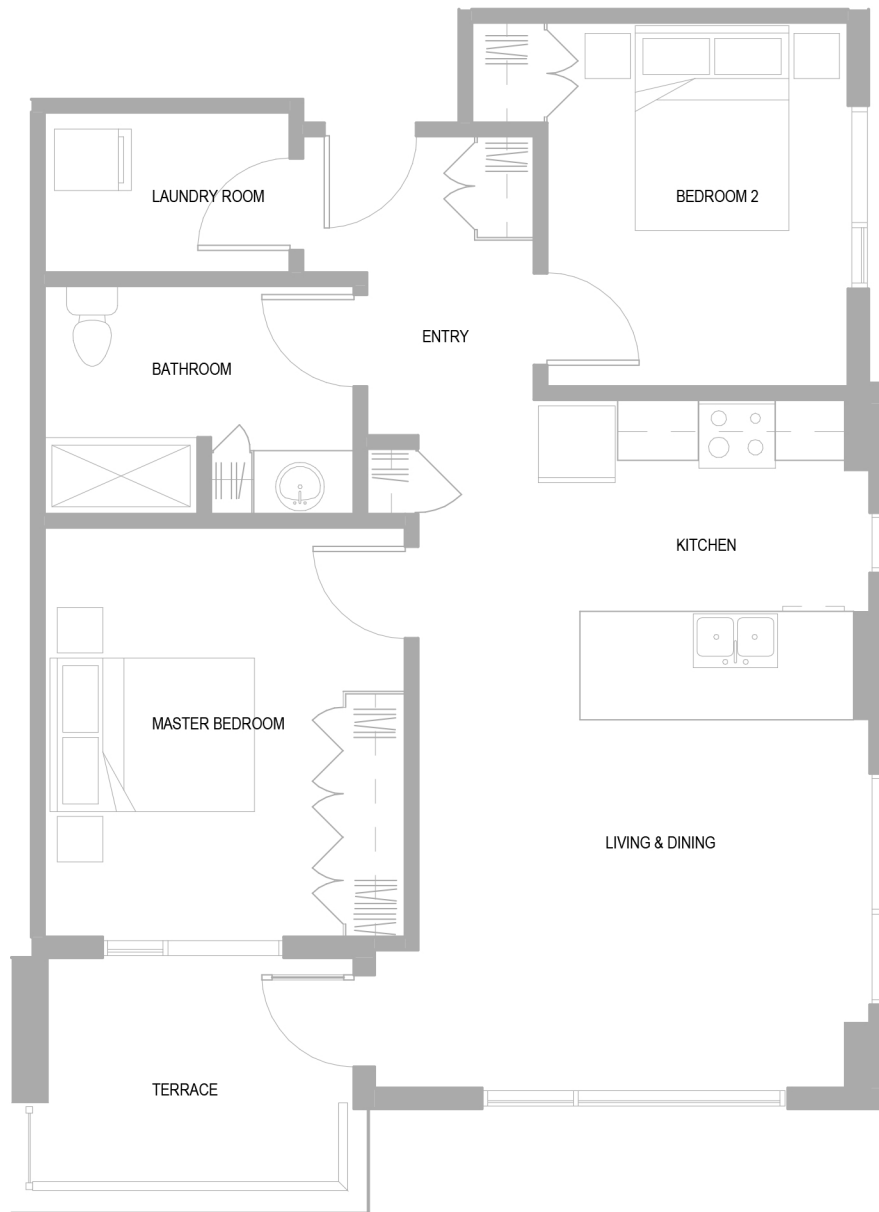 LAUNDRY ROOM
BEDROOM 2
ENTRY
BATHROOM
KITCHEN
MASTER BEDROOM
LIVING & DINING
TERRACE